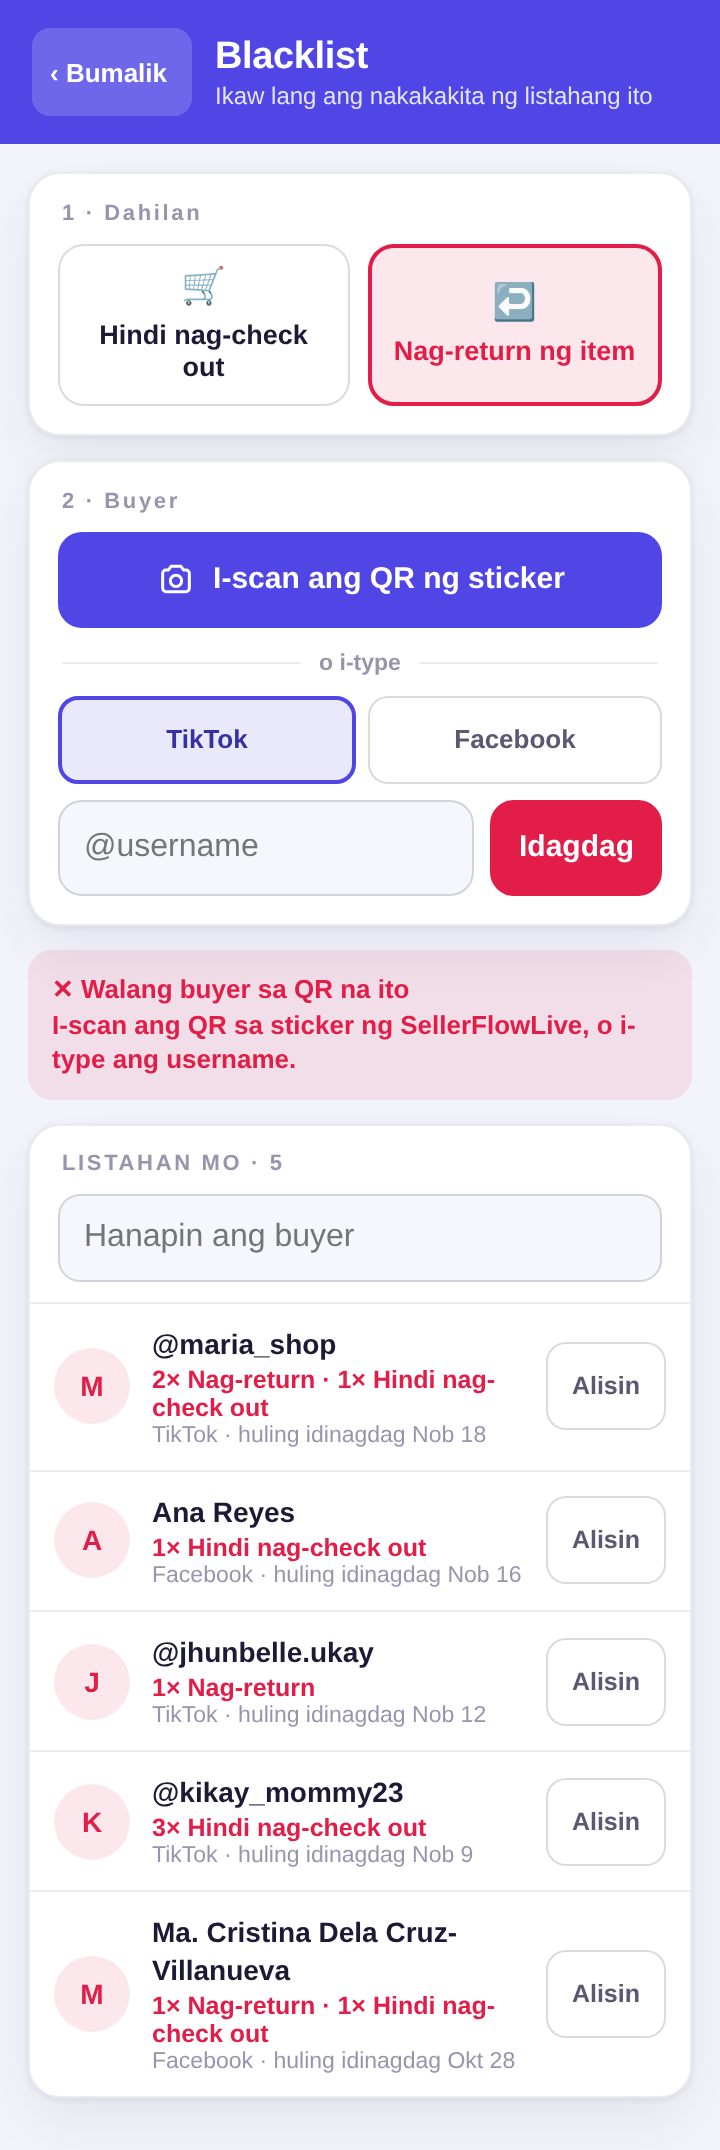 ‹ Bumalik
Blacklist
Ikaw lang ang nakakakita ng listahang ito
1 · Dahilan
Hindi nag-check
out
Nag-return ng item
2 · Buyer
I-scan ang QR ng sticker
o i-type
TikTok
Facebook
@username
Idagdag
✕ Walang buyer sa QR na ito
I-scan ang QR sa sticker ng SellerFlowLive, o i-
type ang username.
LISTAHAN MO · 5
Hanapin ang buyer
M
@maria_shop
2× Nag-return · 1× Hindi nag-
check out
TikTok · huling idinagdag Nob 18
Alisin
A
Ana Reyes
1× Hindi nag-check out
Facebook · huling idinagdag Nob 16
Alisin
J
@jhunbelle.ukay
1× Nag-return
TikTok · huling idinagdag Nob 12
Alisin
K
@kikay_mommy23
3× Hindi nag-check out
TikTok · huling idinagdag Nob 9
Alisin
M
Ma. Cristina Dela Cruz-
Villanueva
1× Nag-return · 1× Hindi nag-
check out
Facebook · huling idinagdag Okt 28
Alisin